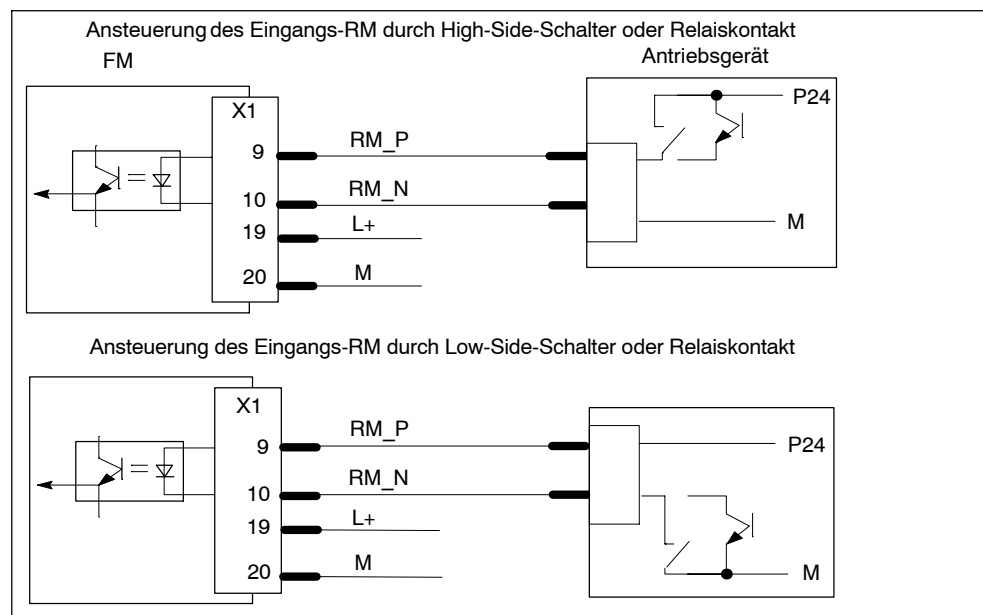 Ansteuerung des Eingangs-RM durch High-Side-Schalter oder Relaiskontakt
FM
Antriebsgerät
X1
P24
9
RM_P
10
RM_N
19
L+
M
20
M
Ansteuerung des Eingangs-RM durch Low-Side-Schalter oder Relaiskontakt
X1
9
RM_P
P24
10
RM_N
19
L+
20
M
M